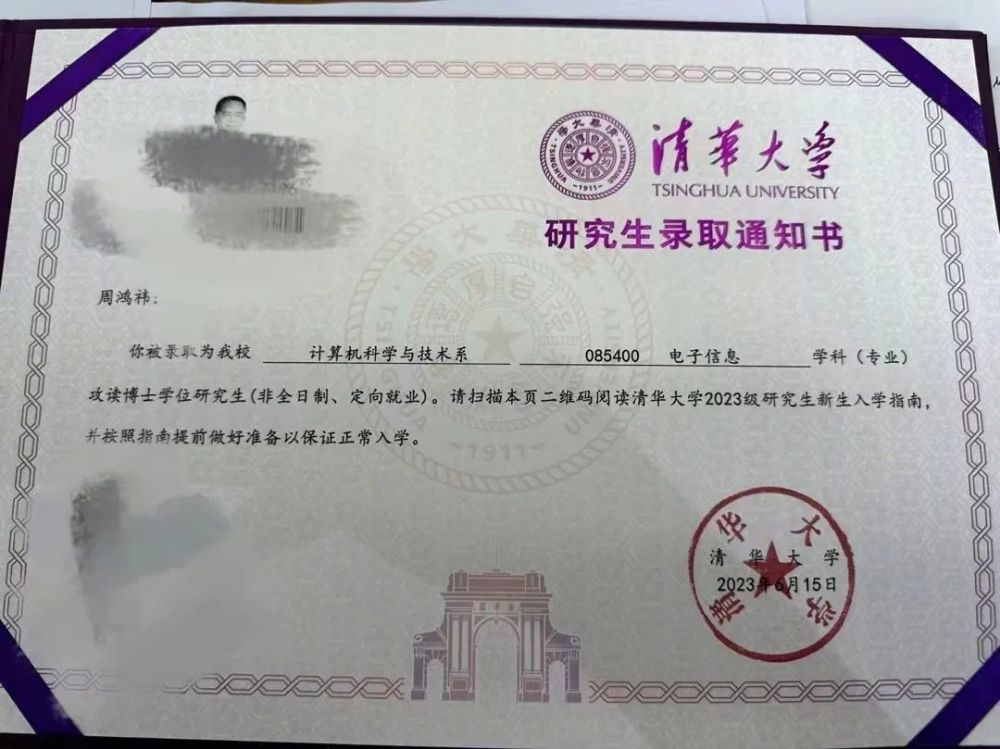 清华大学
TSINGHUA UNIVERSITY
研究生录取通知书
周鸿祎:
你被录取为我校 计算机科学与技术系 085400 电子信息 学科（专业）
攻读博士学位研究生(非全日制、定向就业)。请扫描本页二维码阅读清华大学2023级研究生新生入学指南,
并按照指南提前做好准备以保证正常入学。
清华大学
2023年6月15日
清华大学
TSINGHUA
UNIVERSITY
1911